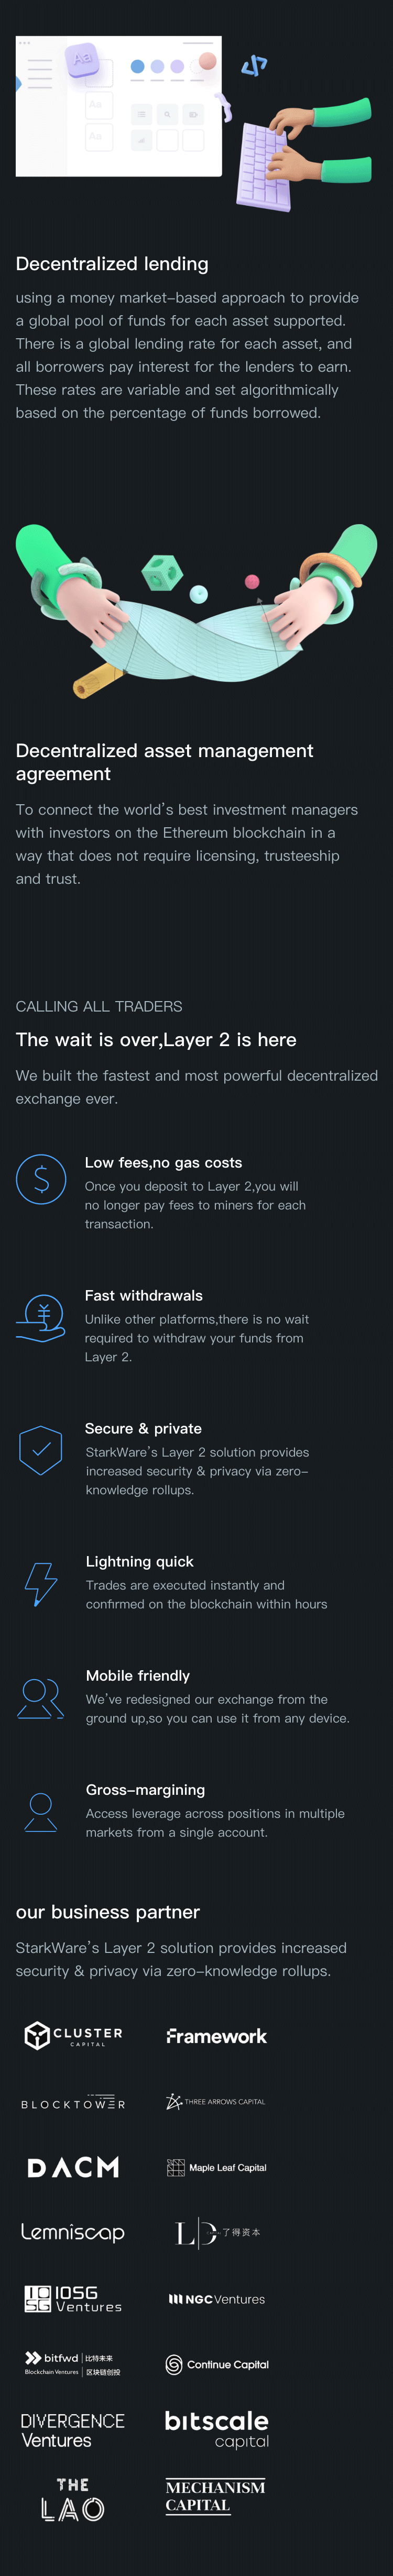 Aa
Aa
Aa
Decentralized lending
using a money market-based approach to provide
a global pool of funds for each asset supported.
There is a global lending rate for each asset, and
all borrowers pay interest for the lenders to earn.
These rates are variable and set algorithmically
based on the percentage of funds borrowed.
Decentralized asset management
agreement
To connect the world's best investment managers
with investors on the Ethereum blockchain in a
way that does not require licensing, trusteeship
and trust.
CALLING ALL TRADERS
The wait is over,Layer 2 is here
We built the fastest and most powerful decentralized
exchange ever.
Low fees,no gas costs
Once you deposit to Layer 2,you will
no longer pay fees to miners for each
transaction.
Fast withdrawals
Unlike other platforms,there is no wait
required to withdraw your funds from
Layer 2.
Secure & private
StarkWare's Layer 2 solution provides
increased security & privacy via zero-
knowledge rollups.
Lightning quick
Trades are executed instantly and
confirmed on the blockchain within hours
Mobile friendly
We've redesigned our exchange from the
ground up,so you can use it from any device.
Gross-margining
Access leverage across positions in multiple
markets from a single account.
our business partner
StarkWare's Layer 2 solution provides increased
security & privacy via zero-knowledge rollups.
CLUSTER
CAPITAL
Framework
BLOCKTOWER
THREE ARROWS CAPITAL
DACM
Maple Leaf Capital
Lemniscap
LD 了得资本
IOSG
Ventures
NGC Ventures
bitfwd 比特未来
Blockchain Ventures 区块链创投
Continue Capital
DIVERGENCE
Ventures
bitscale
capital
THE
LAO
MECHANISM
CAPITAL